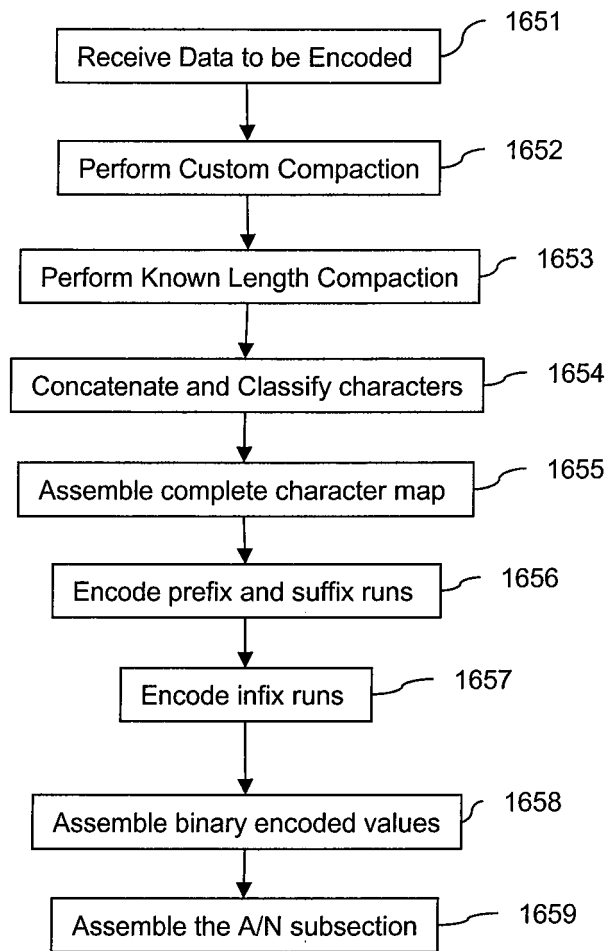 1651
Receive Data to be Encoded
1652
Perform Custom Compaction
1653
Perform Known Length Compaction
1654
Concatenate and Classify characters
1655
Assemble complete character map
1656
Encode prefix and suffix runs
1657
Encode infix runs
1658
Assemble binary encoded values
1659
Assemble the A/N subsection